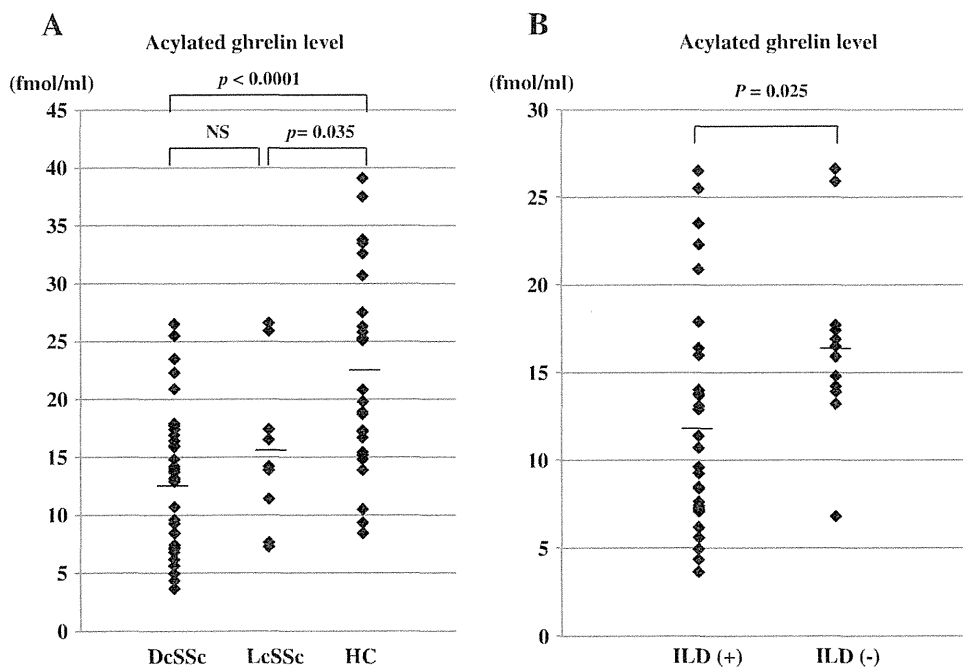 A
Acylated ghrelin level
(fmol/ml)
p < 0.0001
NS
p= 0.035
45
40
35
30
25
20
15
10
5
0
DcSSc
LcSSc
HC
B
Acylated ghrelin level
(fmol/ml)
P = 0.025
30
25
20
15
10
5
0
ILD (+)
ILD (-)